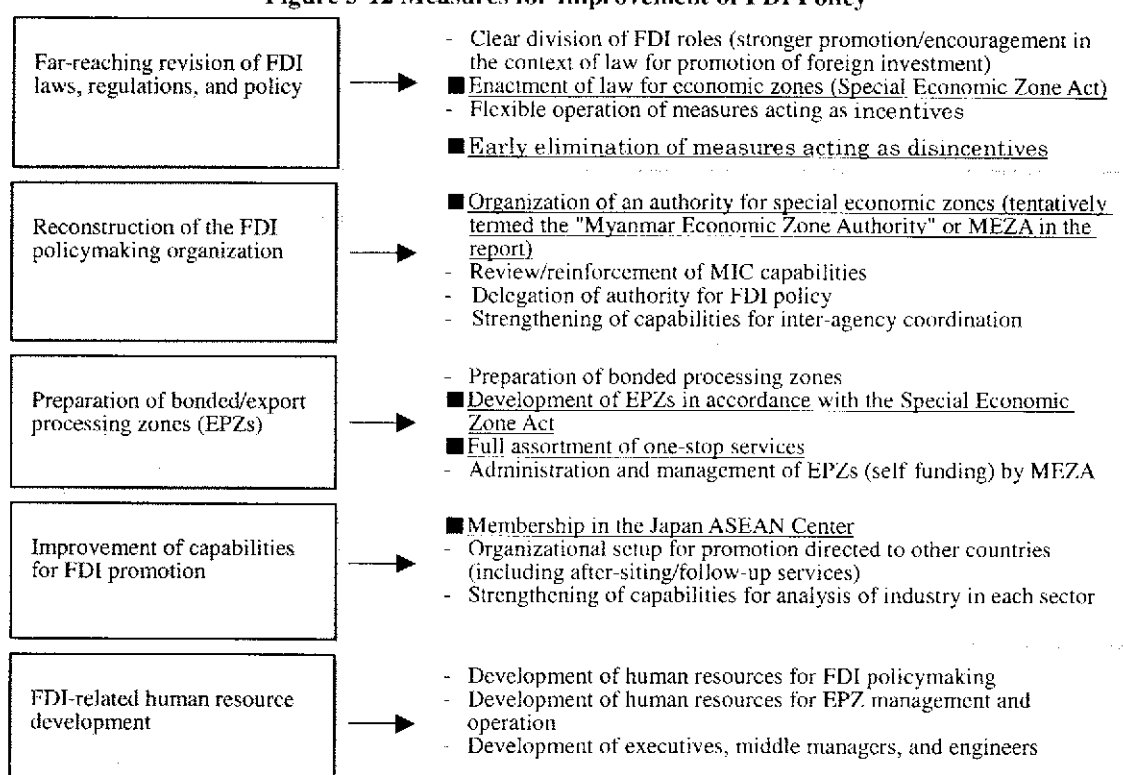 Figure 3-12 Measures for Improvement of FDI Policy
Far-reaching revision of FDI
laws, regulations, and policy
- Clear division of FDI roles (stronger promotion/encouragement in
the context of law for promotion of foreign investment)
■ Enactment of law for economic zones (Special Economic Zone Act)
- Flexible operation of measures acting as incentives
■ Early elimination of measures acting as disincentives
Reconstruction of the FDI
policymaking organization
■ Organization of an authority for special economic zones (tentatively
termed the "Myanmar Economic Zone Authority" or MEZA in the
report)
- Review/reinforcement of MIC capabilities
- Delegation of authority for FDI policy
- Strengthening of capabilities for inter-agency coordination
Preparation of bonded/export
processing zones (EPZs)
- Preparation of bonded processing zones
■ Development of EPZs in accordance with the Special Economic
Zone Act
■ Full assortment of one-stop services
- Administration and management of EPZs (self funding) by MEZA
Improvement of capabilities
for FDI promotion
■ Membership in the Japan ASEAN Center
- Organizational setup for promotion directed to other countries
(including after-siting/follow-up services)
- Strengthening of capabilities for analysis of industry in each sector
FDI-related human resource
development
- Development of human resources for FDI policymaking
- Development of human resources for EPZ management and
operation
- Development of executives, middle managers, and engineers